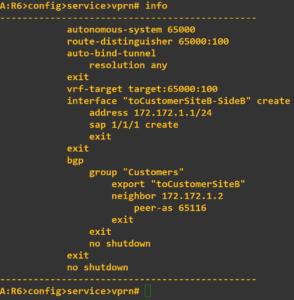 A:R6>config>service>vprn# info
----------------------------------------------
autonomous-system 65000
route-distinguisher 65000:100
auto-bind-tunnel
resolution any
exit
vrf-target target:65000:100
interface "toCustomerSiteB-SideB" create
address 172.172.1.1/24
sap 1/1/1 create
exit
exit
bgp
group "Customers"
export "toCustomerSiteB"
neighbor 172.172.1.2
peer-as 65116
exit
exit
no shutdown
exit
no shutdown
----------------------------------------------
A:R6>config>service>vprn#